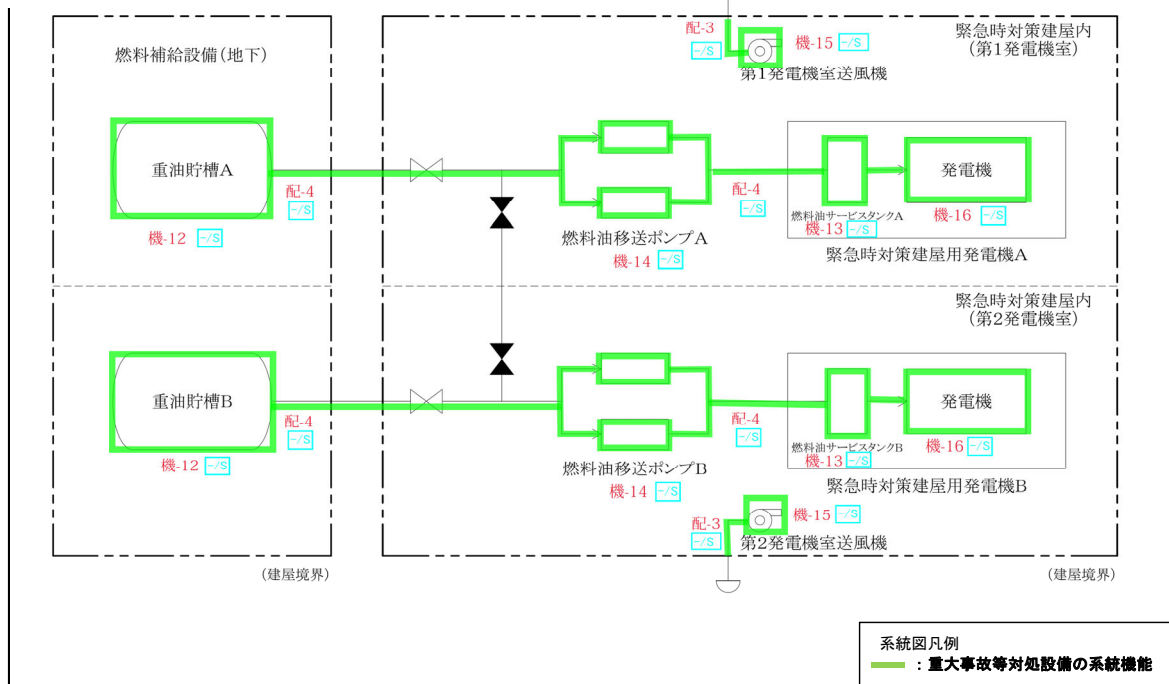 燃料補給設備(地下)
重油貯槽A
機-12 -/S
配-4
-/S
配-3
-/S
機-15 -/S
第1発電機室送風機
緊急時対策建屋内
(第1発電機室)
燃料油移送ポンプA
機-14 -/S
配-4
-/S
発電機
燃料油サービスタンクA
機-13 -/S
機-16 -/S
緊急時対策建屋用発電機A
重油貯槽B
機-12 -/S
配-4
-/S
緊急時対策建屋内
(第2発電機室)
燃料油移送ポンプB
機-14 -/S
配-4
-/S
発電機
燃料油サービスタンクB
機-13 -/S
機-16 -/S
緊急時対策建屋用発電機B
配-3
-/S
機-15 -/S
第2発電機室送風機
(建屋境界)
(建屋境界)
系統図凡例
:重大事故等対処設備の系統機能